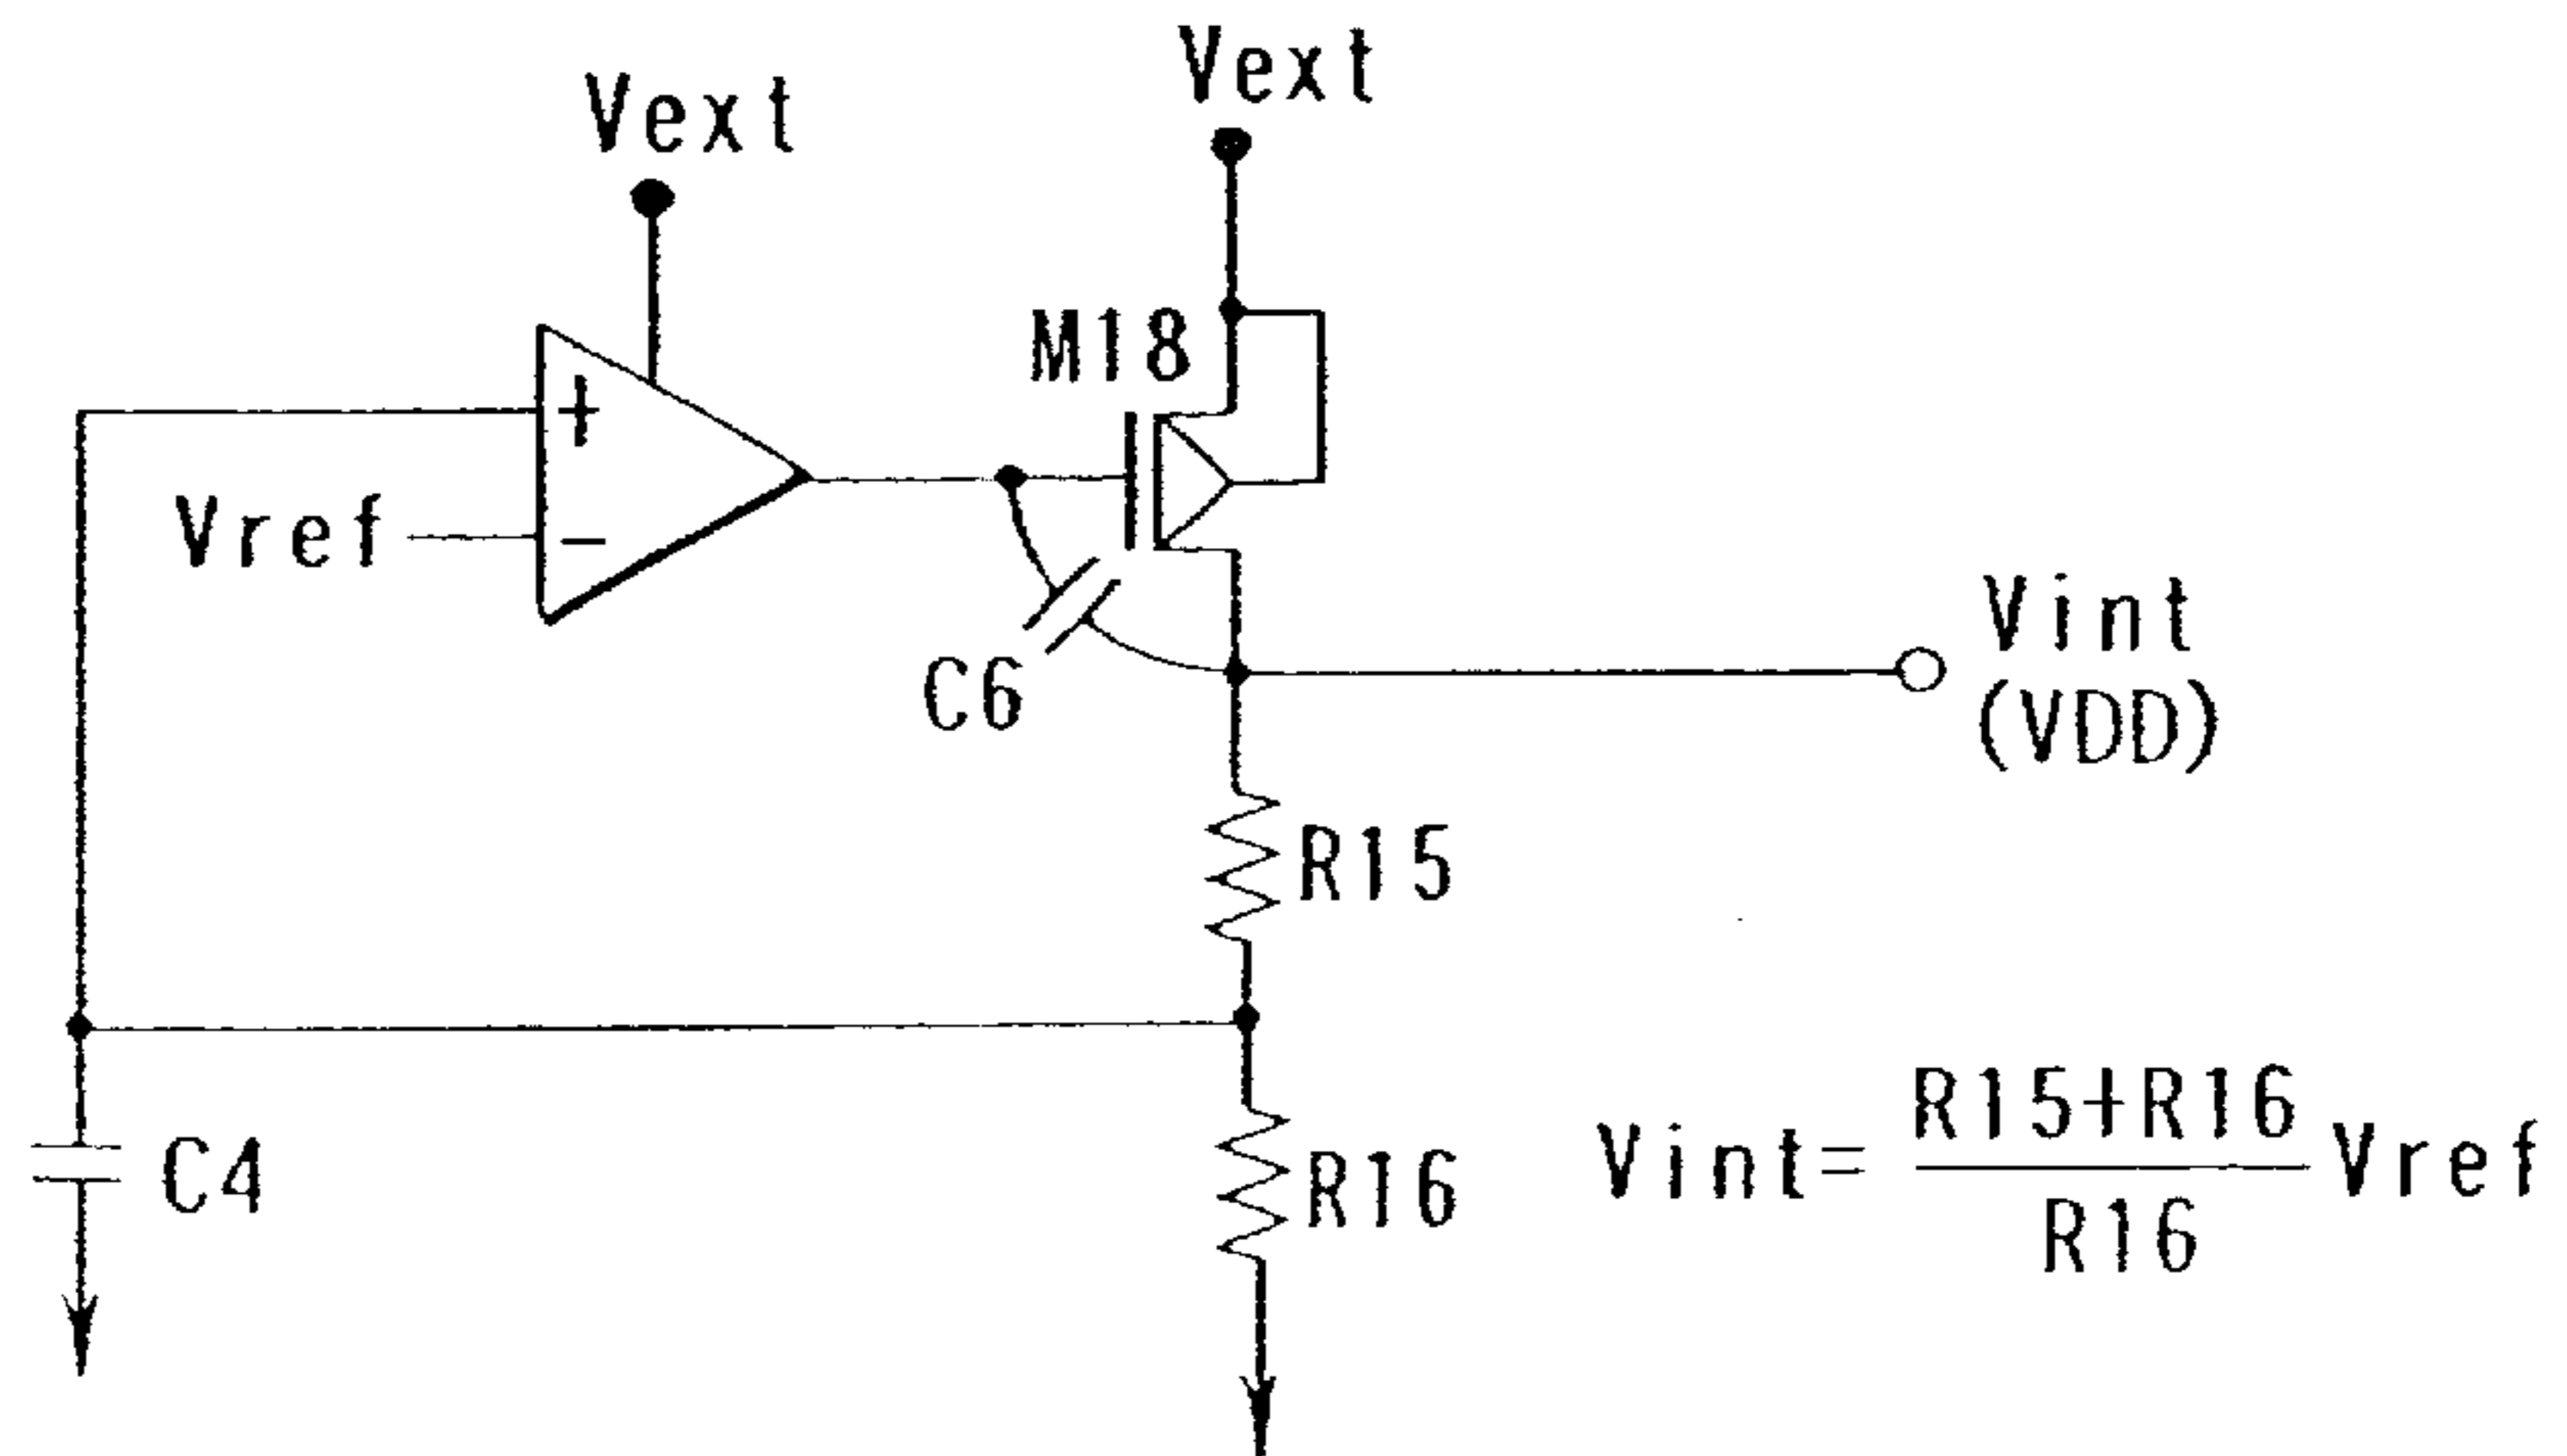 Vext
Vext
M18
+
Vref
−
C6
Vint
(VDD)
R15
C4
R16
Vint= R15+R16 Vref
R16